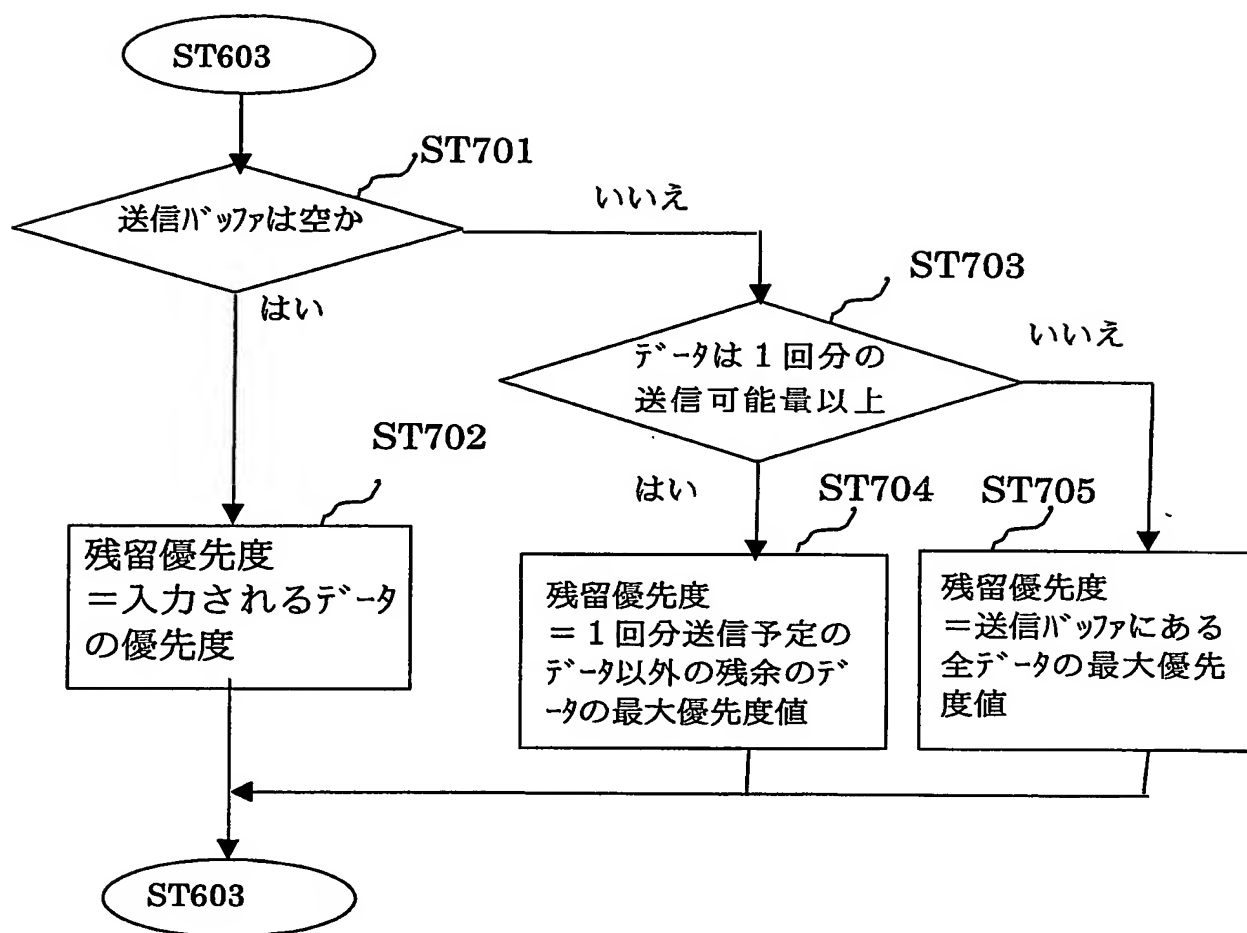 ST603
ST701
送信ﾊﾞｯﾌｧは空か
いいえ
はい
ST703
ﾃﾞｰﾀは１回分の
送信可能量以上
いいえ
はい
ST702
残留優先度
＝入力されるﾃﾞｰﾀ
の優先度
ST704
残留優先度
＝１回分送信予定の
ﾃﾞｰﾀ以外の残余のﾃﾞ
ｰﾀの最大優先度値
ST705
残留優先度
＝送信ﾊﾞｯﾌｧにある
全ﾃﾞｰﾀの最大優先
度値
ST603